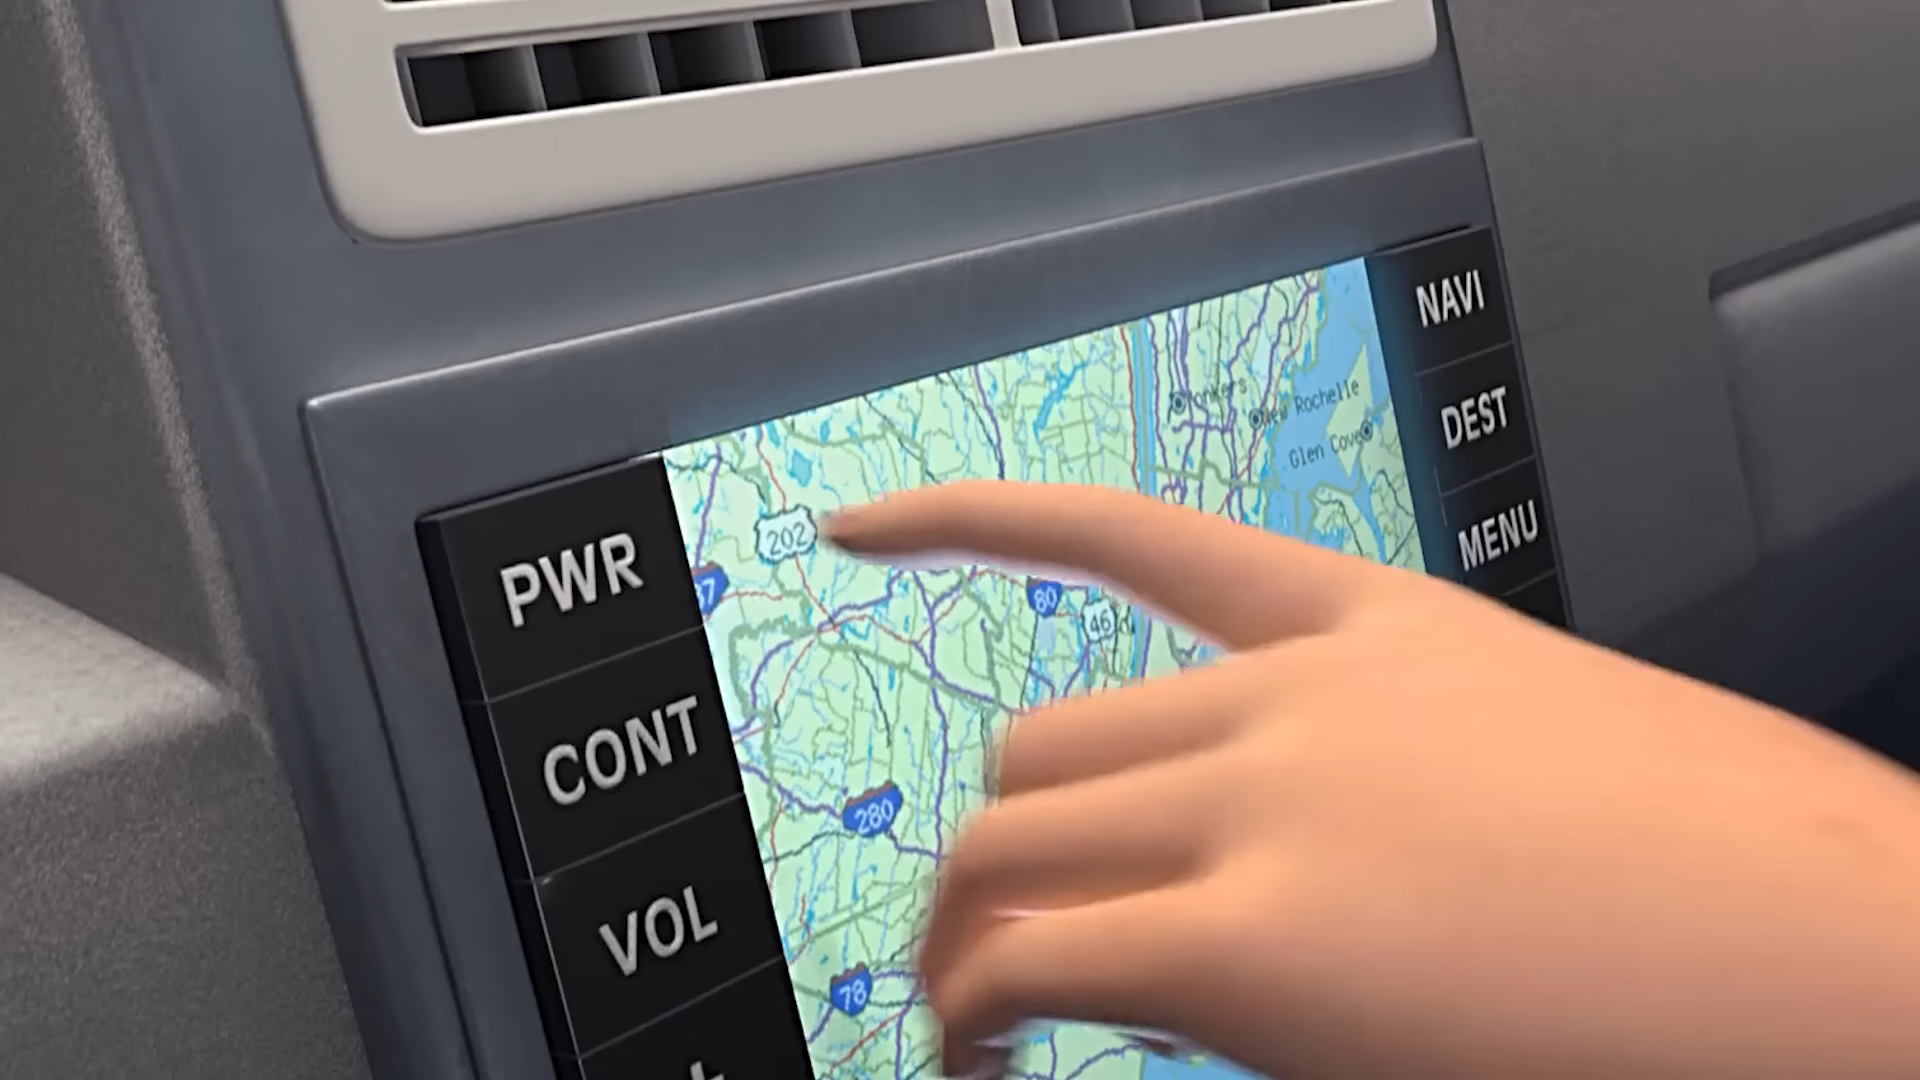 NAVI
DEST
MENU
New Rochelle
Glen Cove
PWR
202
80
46
CONT
280
VOL
78